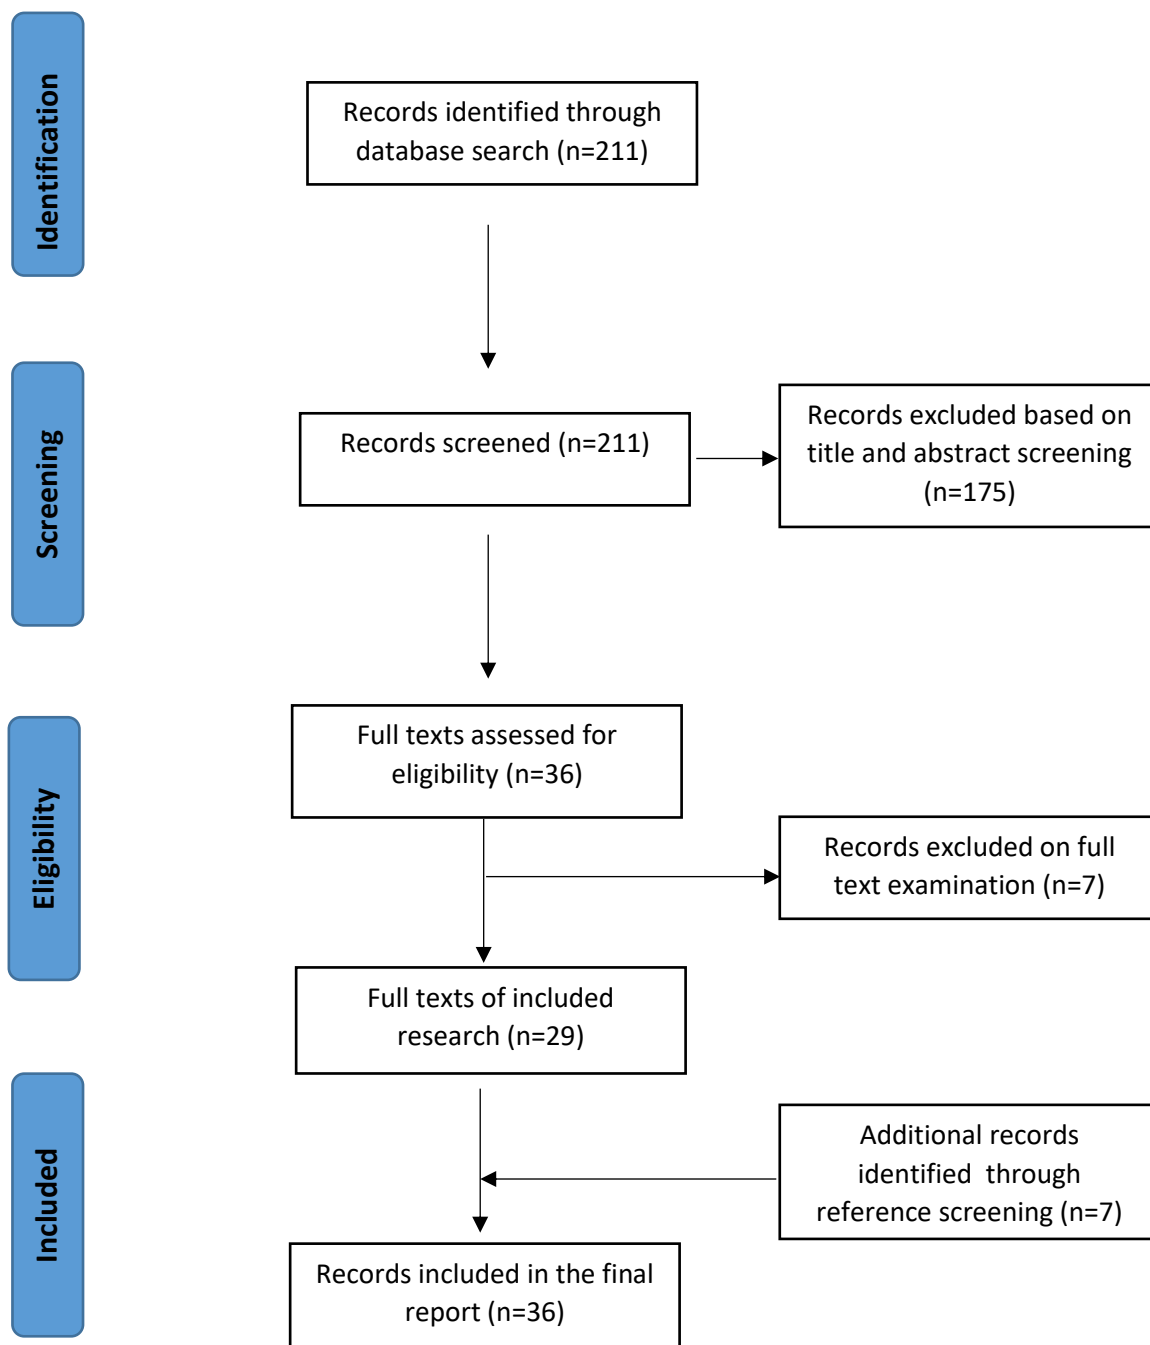 Identification
Records identified through
database search (n=211)
Screening
Records screened (n=211)
Records excluded based on
title and abstract screening
(n=175)
Eligibility
Full texts assessed for
eligibility (n=36)
Records excluded on full
text examination (n=7)
Full texts of included
research (n=29)
Included
Additional records
identified through
reference screening (n=7)
Records included in the final
report (n=36)